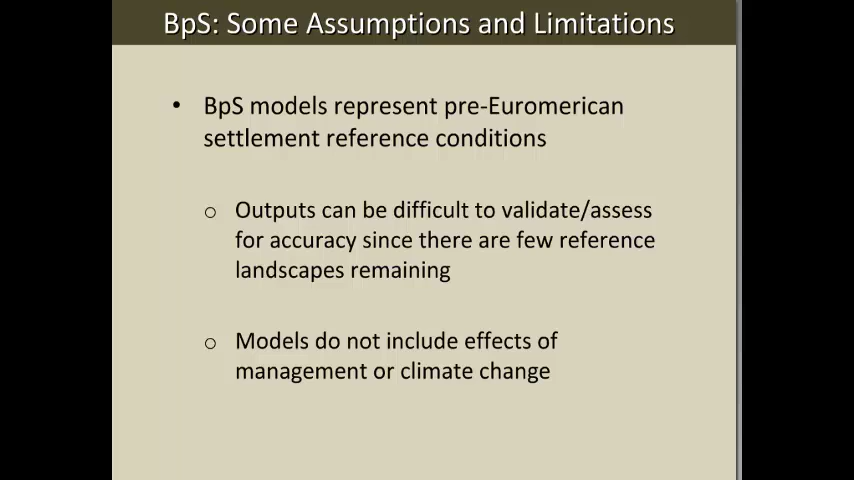 BpS: Some Assumptions and Limitations
• BpS models represent pre-Euromerican
settlement reference conditions
o Outputs can be difficult to validate/assess
for accuracy since there are few reference
landscapes remaining
o Models do not include effects of
management or climate change